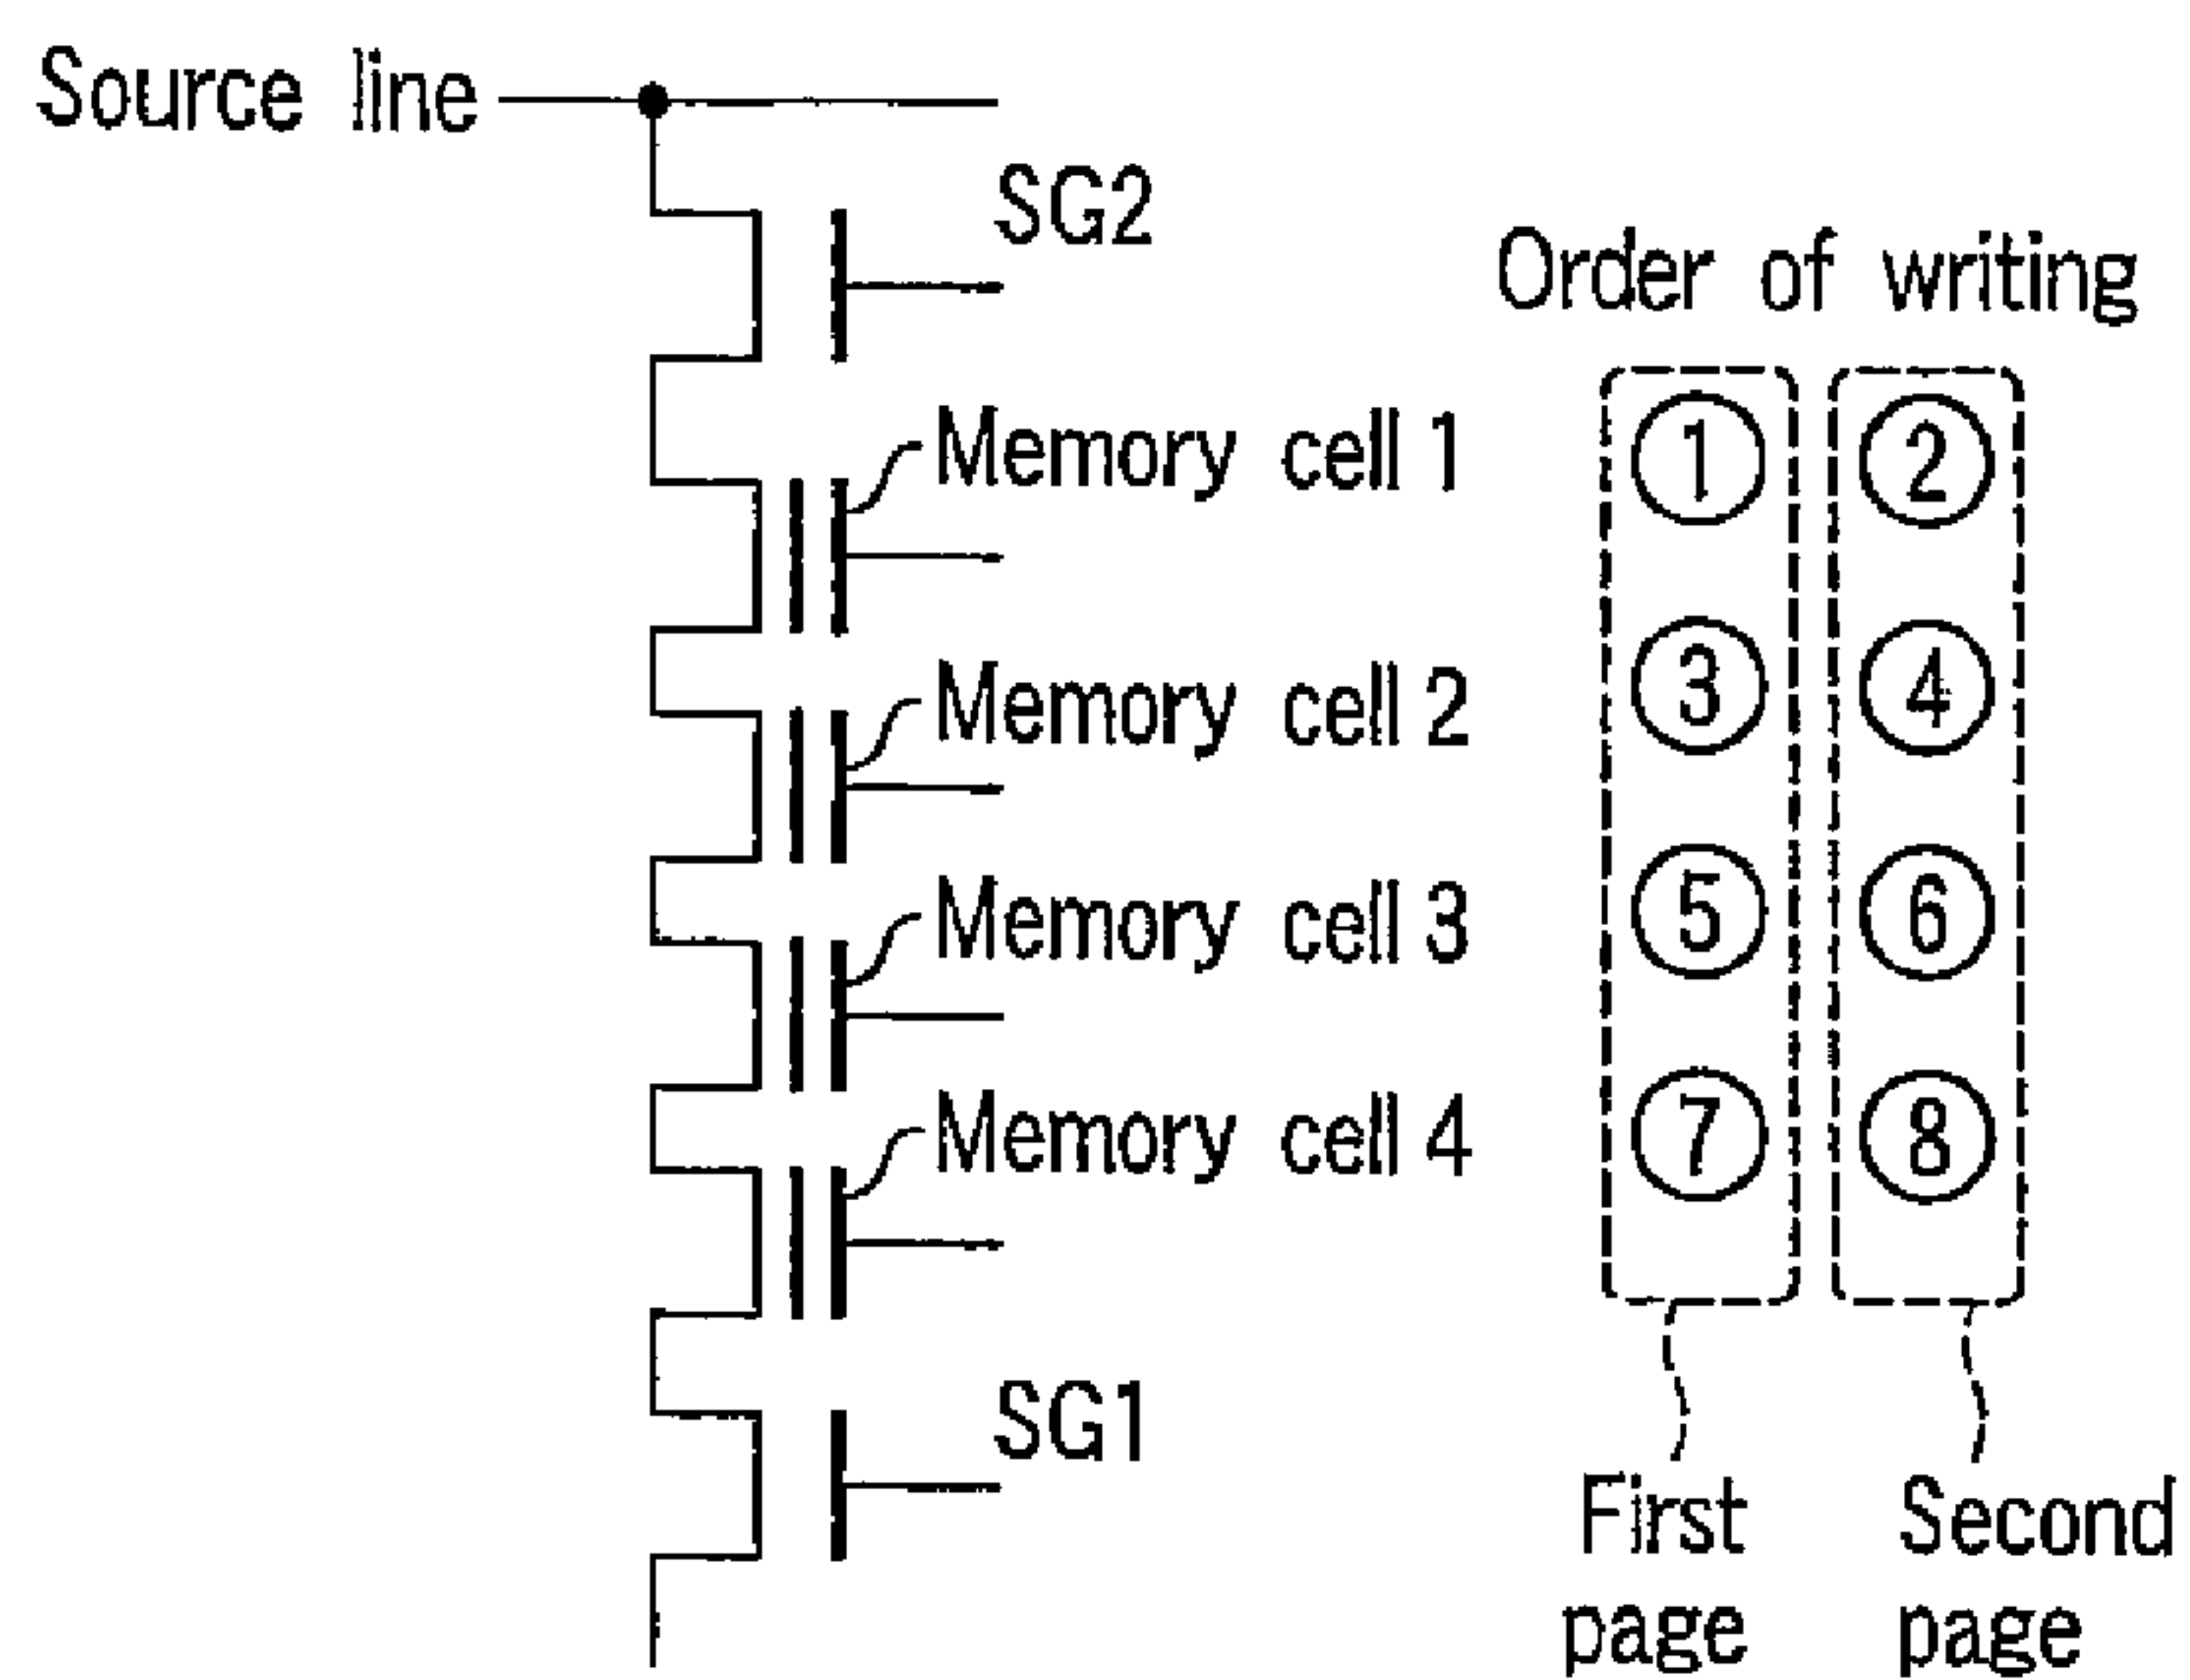 Source line
SG2
Order of writing
Memory cell 1
① ②
Memory cell 2
③ ④
Memory cell 3
⑤ ⑥
Memory cell 4
⑦ ⑧
SG1
First page
Second page